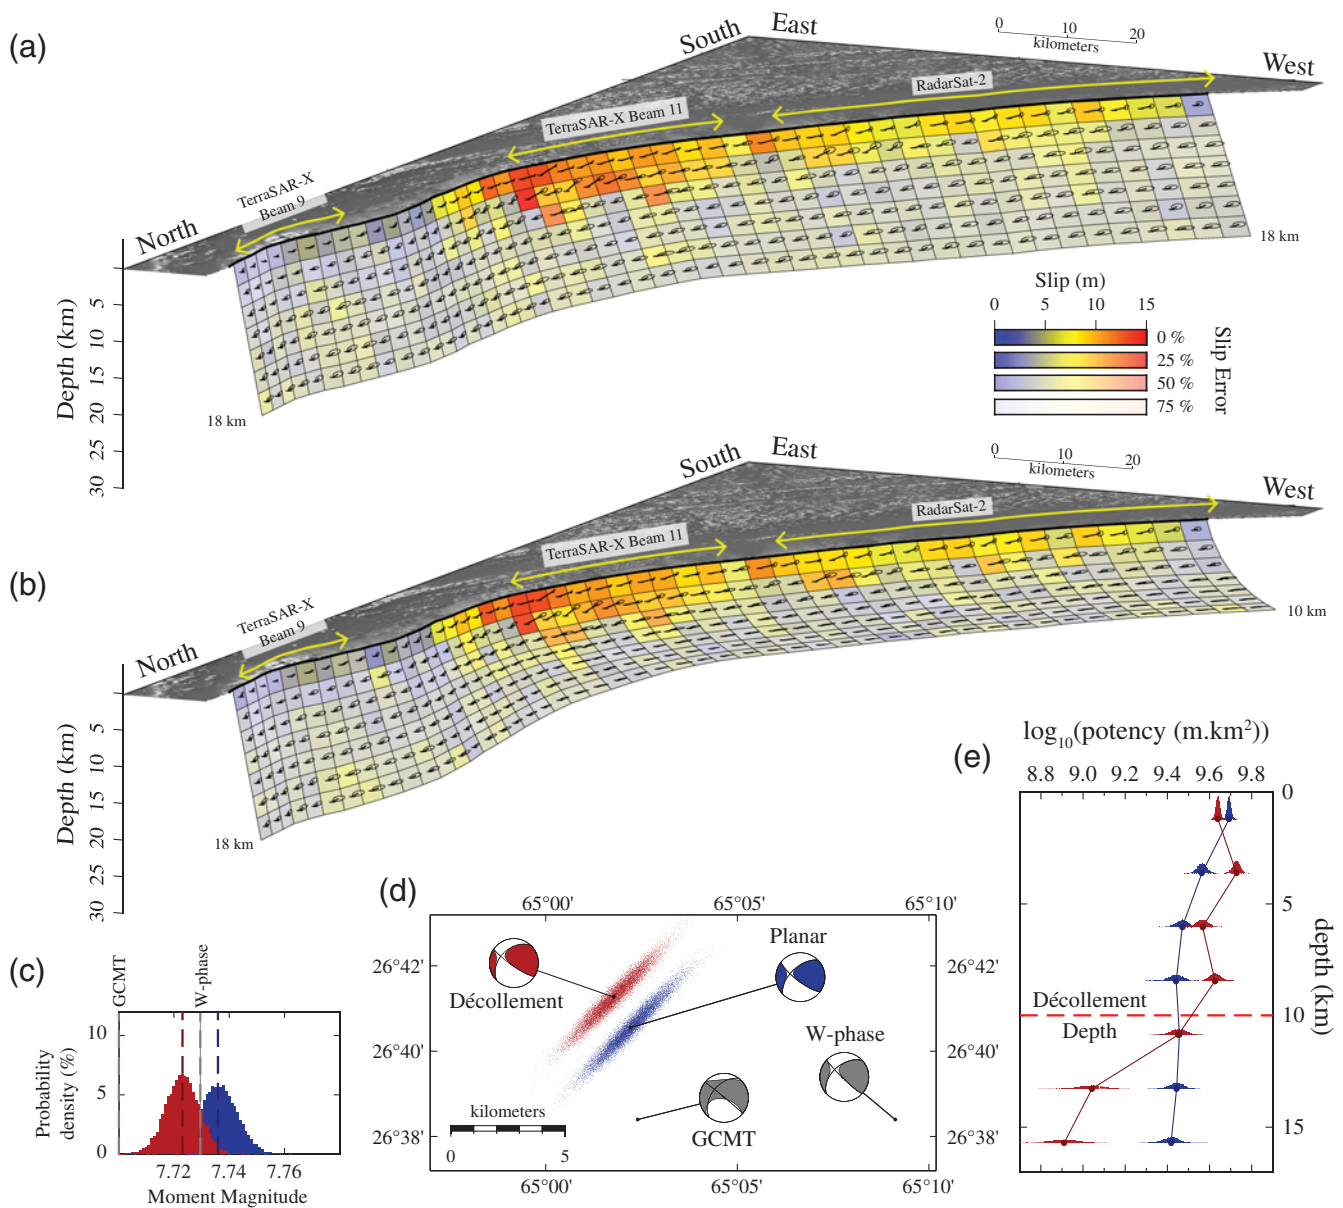 (a)
South
East
West
North
0
10
20
kilometers
TerraSAR-X
Beam 9
TerraSAR-X Beam 11
RadarSat-2
18 km
18 km
Depth (km)
5
10
15
20
25
30
Slip (m)
0
5
10
15
0 %
25 %
50 %
75 %
Slip Error
(b)
South
East
West
North
0
10
20
kilometers
TerraSAR-X
Beam 9
TerraSAR-X Beam 11
RadarSat-2
10 km
18 km
Depth (km)
5
10
15
20
25
30
(c)
GCMT
W-phase
10
5
0
Probability
density (%)
7.72
7.74
7.76
Moment Magnitude
(d)
65°00'
65°05'
65°10'
26°42'
26°40'
26°38'
Décollement
Planar
W-phase
GCMT
kilometers
0
5
26°42'
26°40'
26°38'
65°00'
65°05'
65°10'
(e)
log10(potency (m.km2))
8.8 9.0 9.2 9.4 9.6 9.8
0
5
10
15
depth (km)
Décollement
Depth